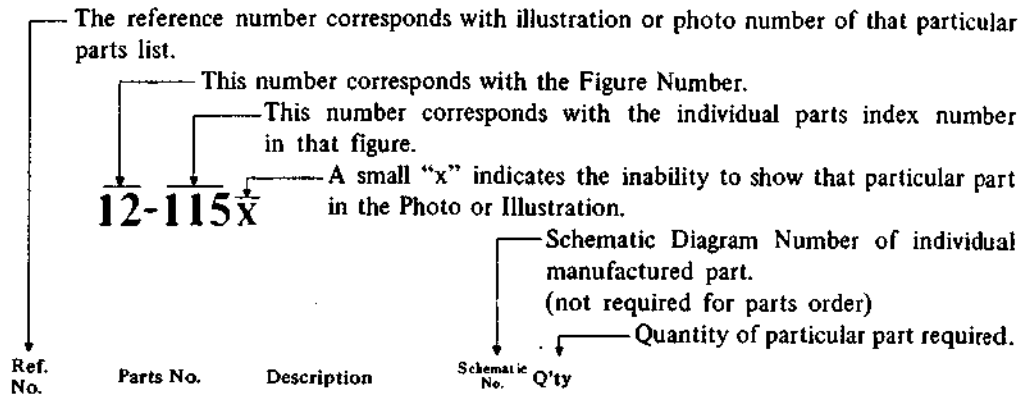 The reference number corresponds with illustration or photo number of that particular
parts list.
This number corresponds with the Figure Number.
This number corresponds with the individual parts index number
in that figure.
A small “x” indicates the inability to show that particular part
in the Photo or Illustration.
12-115x
Schematic Diagram Number of individual
manufactured part.
(not required for parts order)
Quantity of particular part required.
Ref.
No.
Parts No.
Description
Schematic
No.
Q'ty